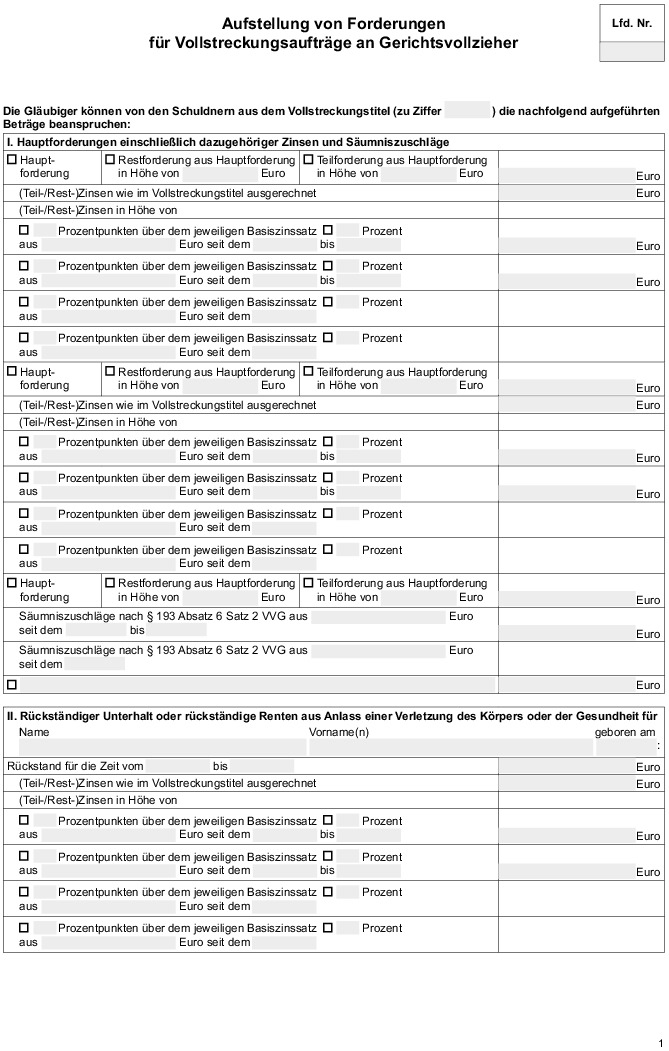 Aufstellung von Forderungen
für Vollstreckungsaufträge an Gerichtsvollzieher
Lfd. Nr.
Die Gläubiger können von den Schuldnern aus dem Vollstreckungstitel (zu Ziffer ) die nachfolgend aufgeführten
Beträge beanspruchen:
I. Hauptforderungen einschließlich dazugehöriger Zinsen und Säumniszuschläge
Haupt- Restforderung aus Hauptforderung Teilforderung aus Hauptforderung
forderung in Höhe von Euro in Höhe von Euro Euro
(Teil-/Rest-)Zinsen wie im Vollstreckungstitel ausgerechnet Euro
(Teil-/Rest-)Zinsen in Höhe von
Prozentpunkten über dem jeweiligen Basiszinssatz Prozent
aus Euro seit dem bis Euro
Prozentpunkten über dem jeweiligen Basiszinssatz Prozent
aus Euro seit dem bis Euro
Prozentpunkten über dem jeweiligen Basiszinssatz Prozent
aus Euro seit dem
Prozentpunkten über dem jeweiligen Basiszinssatz Prozent
aus Euro seit dem
Haupt- Restforderung aus Hauptforderung Teilforderung aus Hauptforderung
forderung in Höhe von Euro in Höhe von Euro Euro
(Teil-/Rest-)Zinsen wie im Vollstreckungstitel ausgerechnet Euro
(Teil-/Rest-)Zinsen in Höhe von
Prozentpunkten über dem jeweiligen Basiszinssatz Prozent
aus Euro seit dem bis Euro
Prozentpunkten über dem jeweiligen Basiszinssatz Prozent
aus Euro seit dem bis Euro
Prozentpunkten über dem jeweiligen Basiszinssatz Prozent
aus Euro seit dem
Prozentpunkten über dem jeweiligen Basiszinssatz Prozent
aus Euro seit dem
Haupt- Restforderung aus Hauptforderung Teilforderung aus Hauptforderung
forderung in Höhe von Euro in Höhe von Euro Euro
Säumniszuschläge nach § 193 Absatz 6 Satz 2 VVG aus Euro
seit dem bis Euro
Säumniszuschläge nach § 193 Absatz 6 Satz 2 VVG aus Euro
seit dem
Euro
II. Rückständiger Unterhalt oder rückständige Renten aus Anlass einer Verletzung des Körpers oder der Gesundheit für
Name Vorname(n) geboren am
:
Rückstand für die Zeit vom bis Euro
(Teil-/Rest-)Zinsen wie im Vollstreckungstitel ausgerechnet Euro
(Teil-/Rest-)Zinsen in Höhe von
Prozentpunkten über dem jeweiligen Basiszinssatz Prozent
aus Euro seit dem bis Euro
Prozentpunkten über dem jeweiligen Basiszinssatz Prozent
aus Euro seit dem bis Euro
Prozentpunkten über dem jeweiligen Basiszinssatz Prozent
aus Euro seit dem
Prozentpunkten über dem jeweiligen Basiszinssatz Prozent
aus Euro seit dem
1